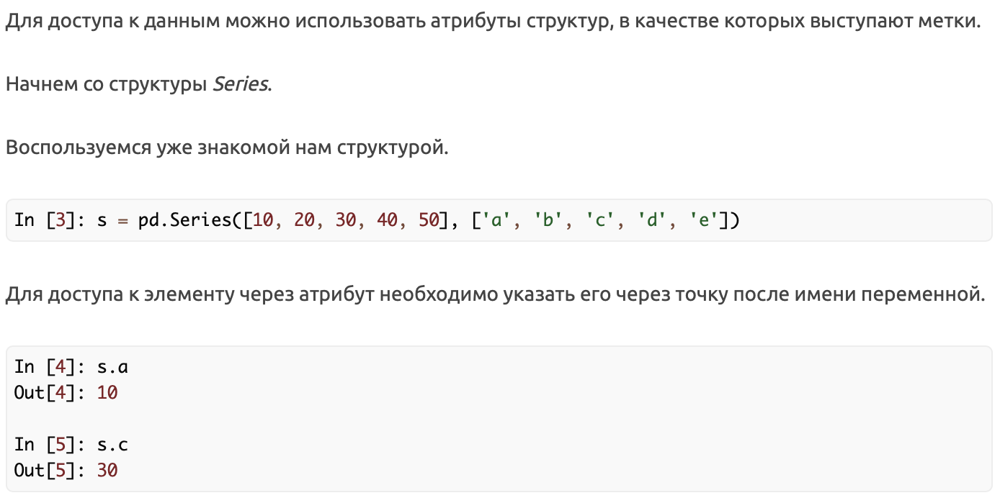 Для доступа к данным можно использовать атрибуты структур, в качестве которых выступают метки.
Начнем со структуры Series.
Воспользуемся уже знакомой нам структурой.
In [3]: s = pd.Series([10, 20, 30, 40, 50], ['a', 'b', 'c', 'd', 'e'])
Для доступа к элементу через атрибут необходимо указать его через точку после имени переменной.
In [4]: s.a
Out[4]: 10
In [5]: s.c
Out[5]: 30